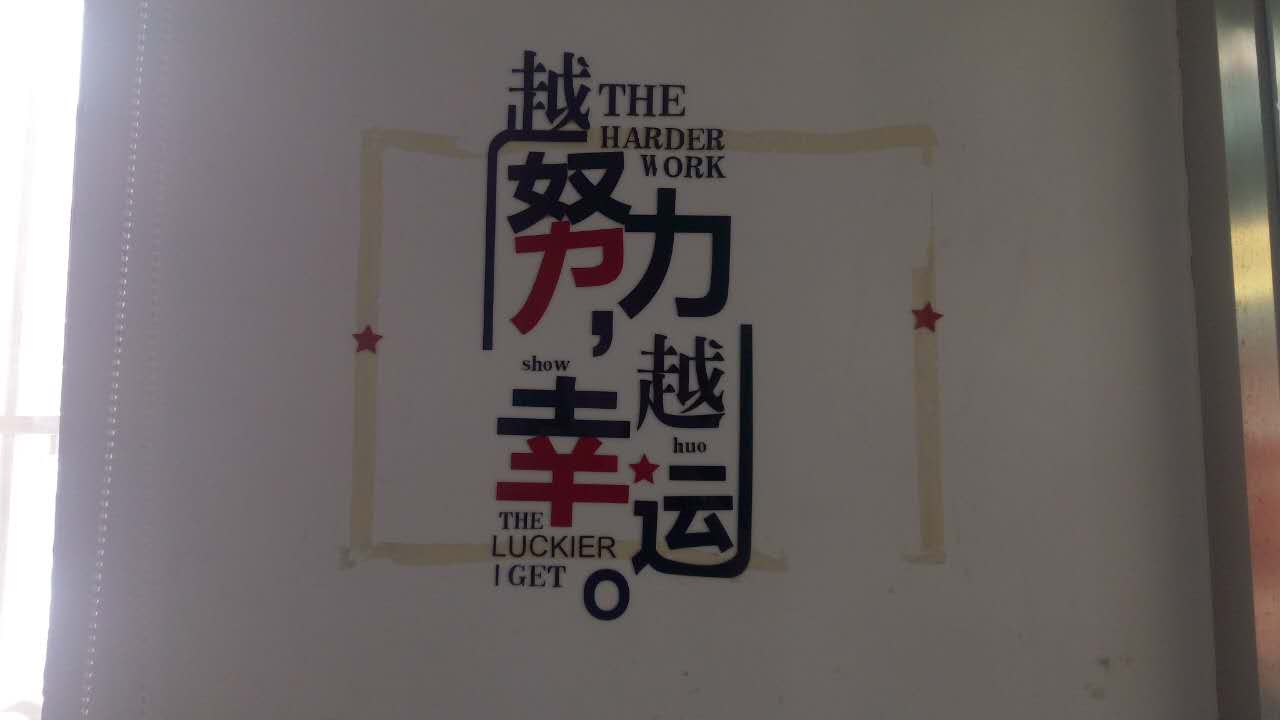 越
THE
HARDER
WORK
努力，
show
越
幸
huo
运。
THE
LUCKIER
I GET